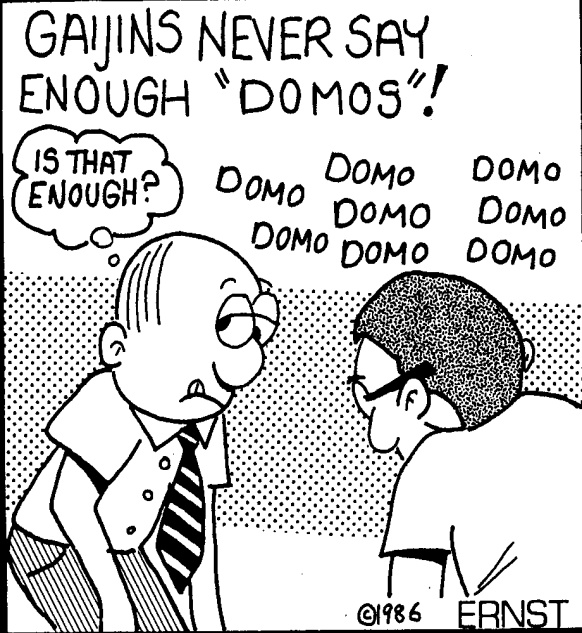 GAIJINS NEVER SAY
ENOUGH "DOMOS"!
IS THAT
ENOUGH?
DOMO DOMO DOMO
DOMO DOMO
DOMO DOMO DOMO
©1986 ERNST